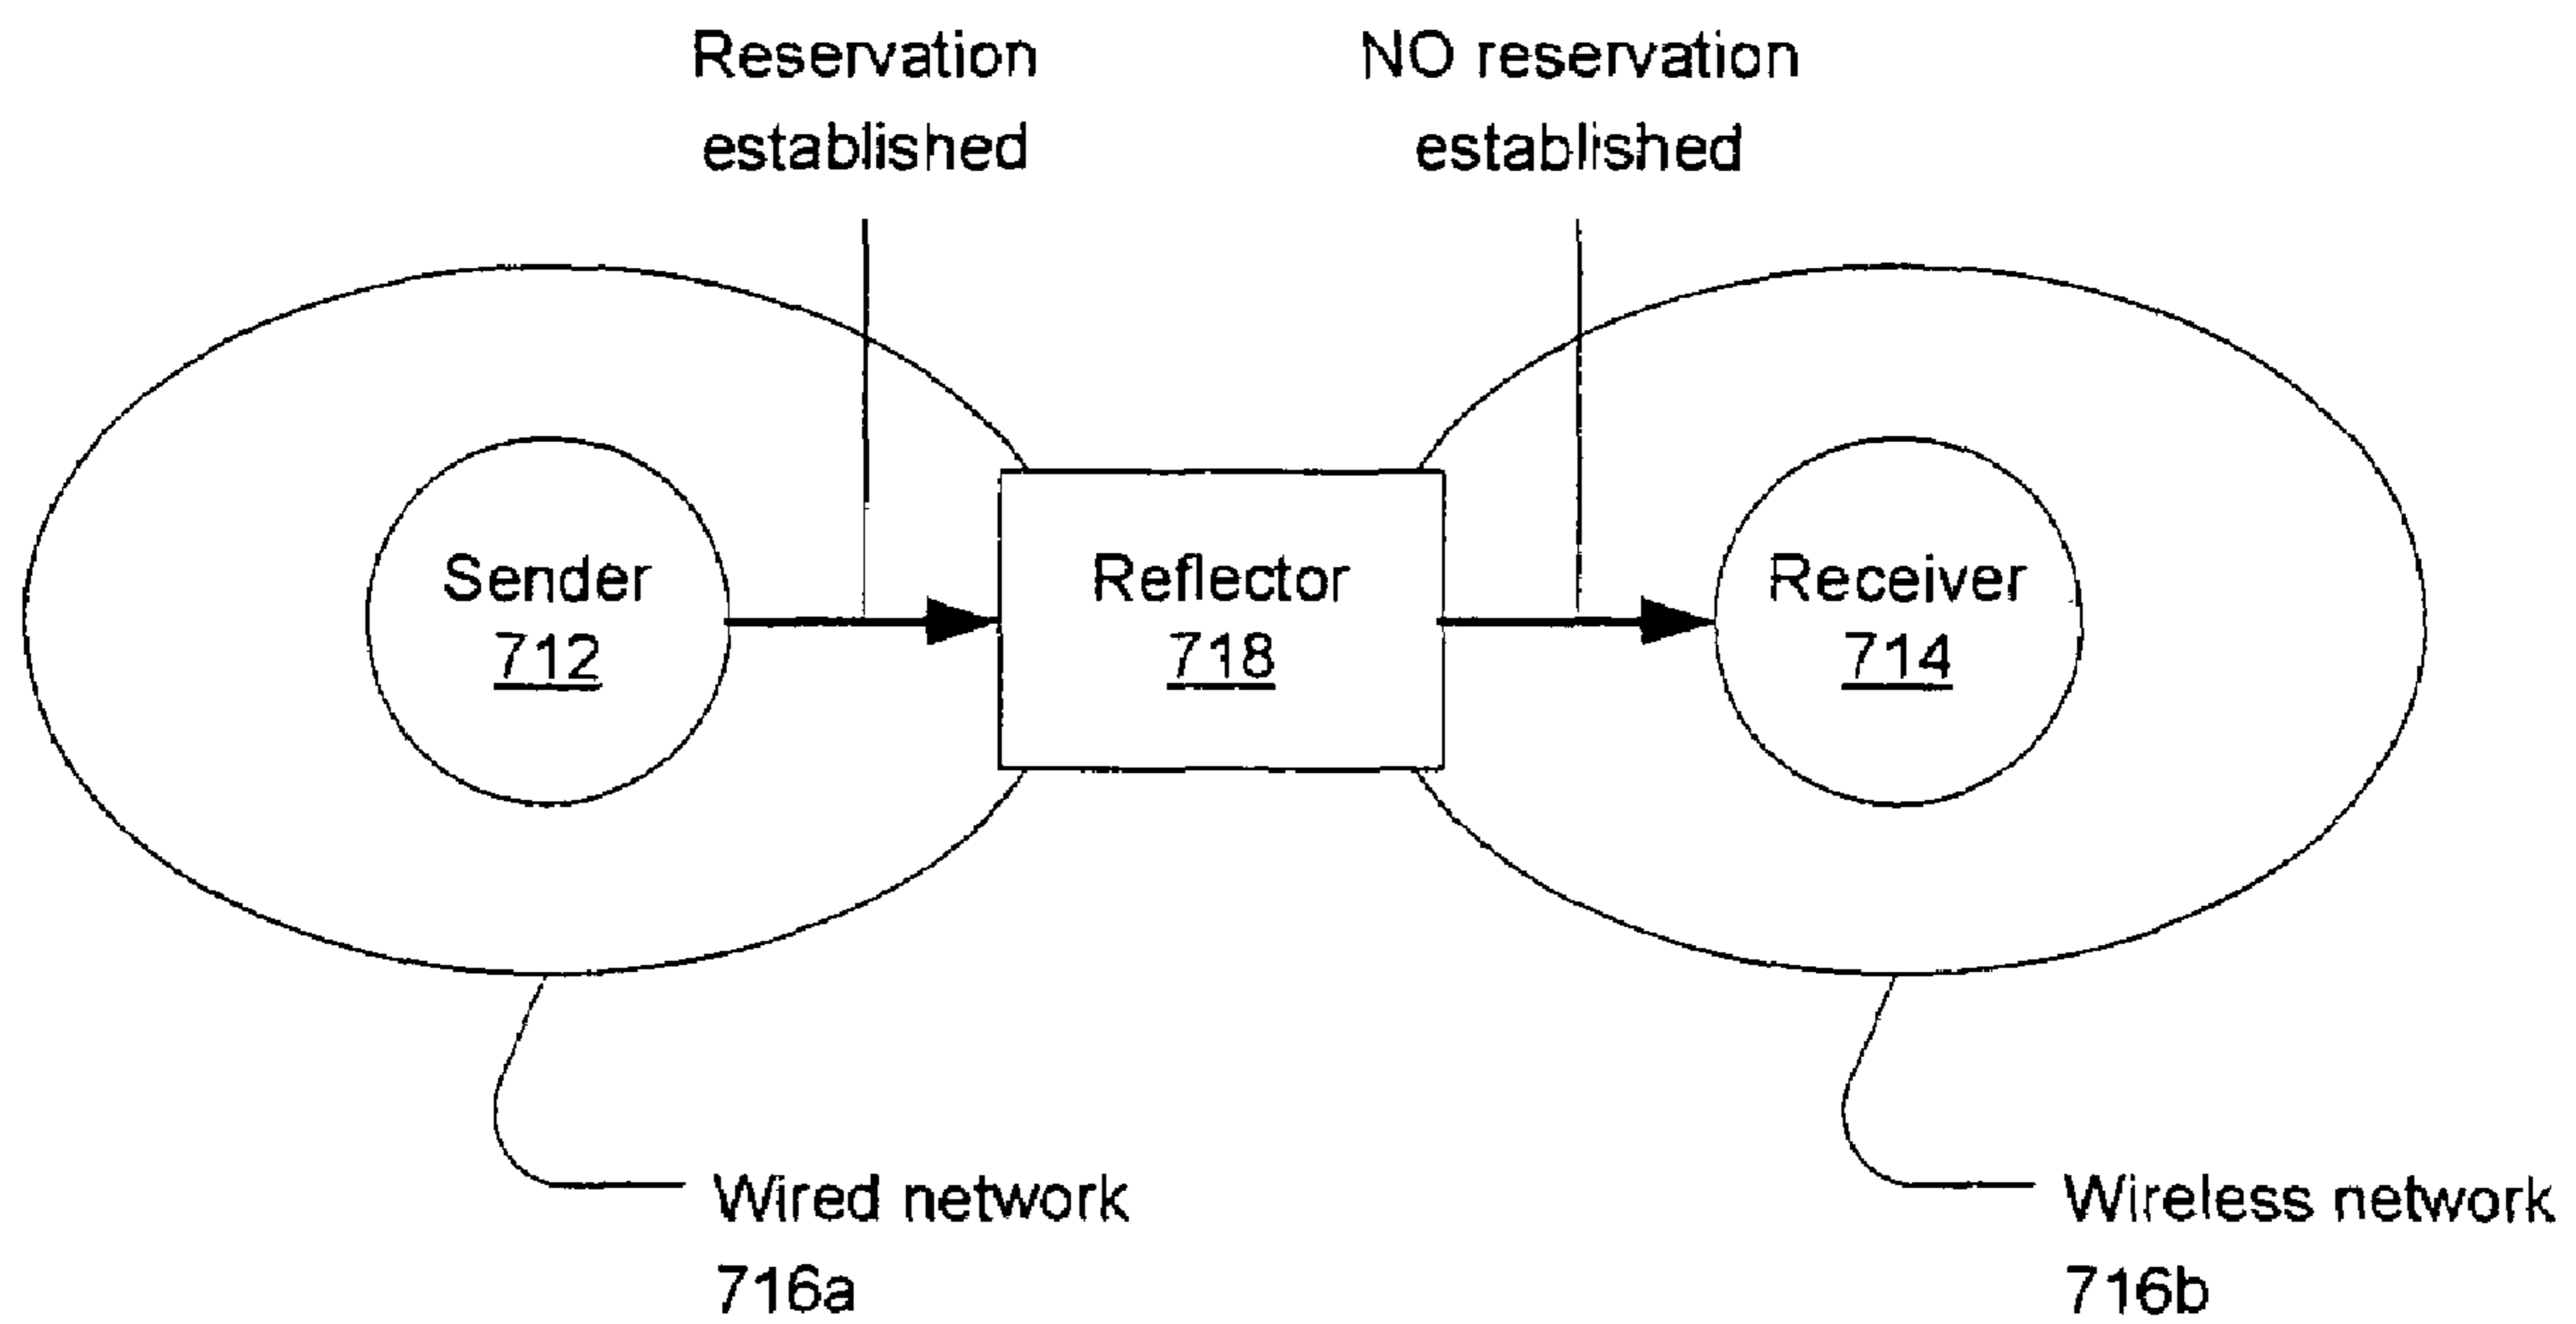 Reservation
established
NO reservation
established
Sender
712
Reflector
718
Receiver
714
Wired network
716a
Wireless network
716b